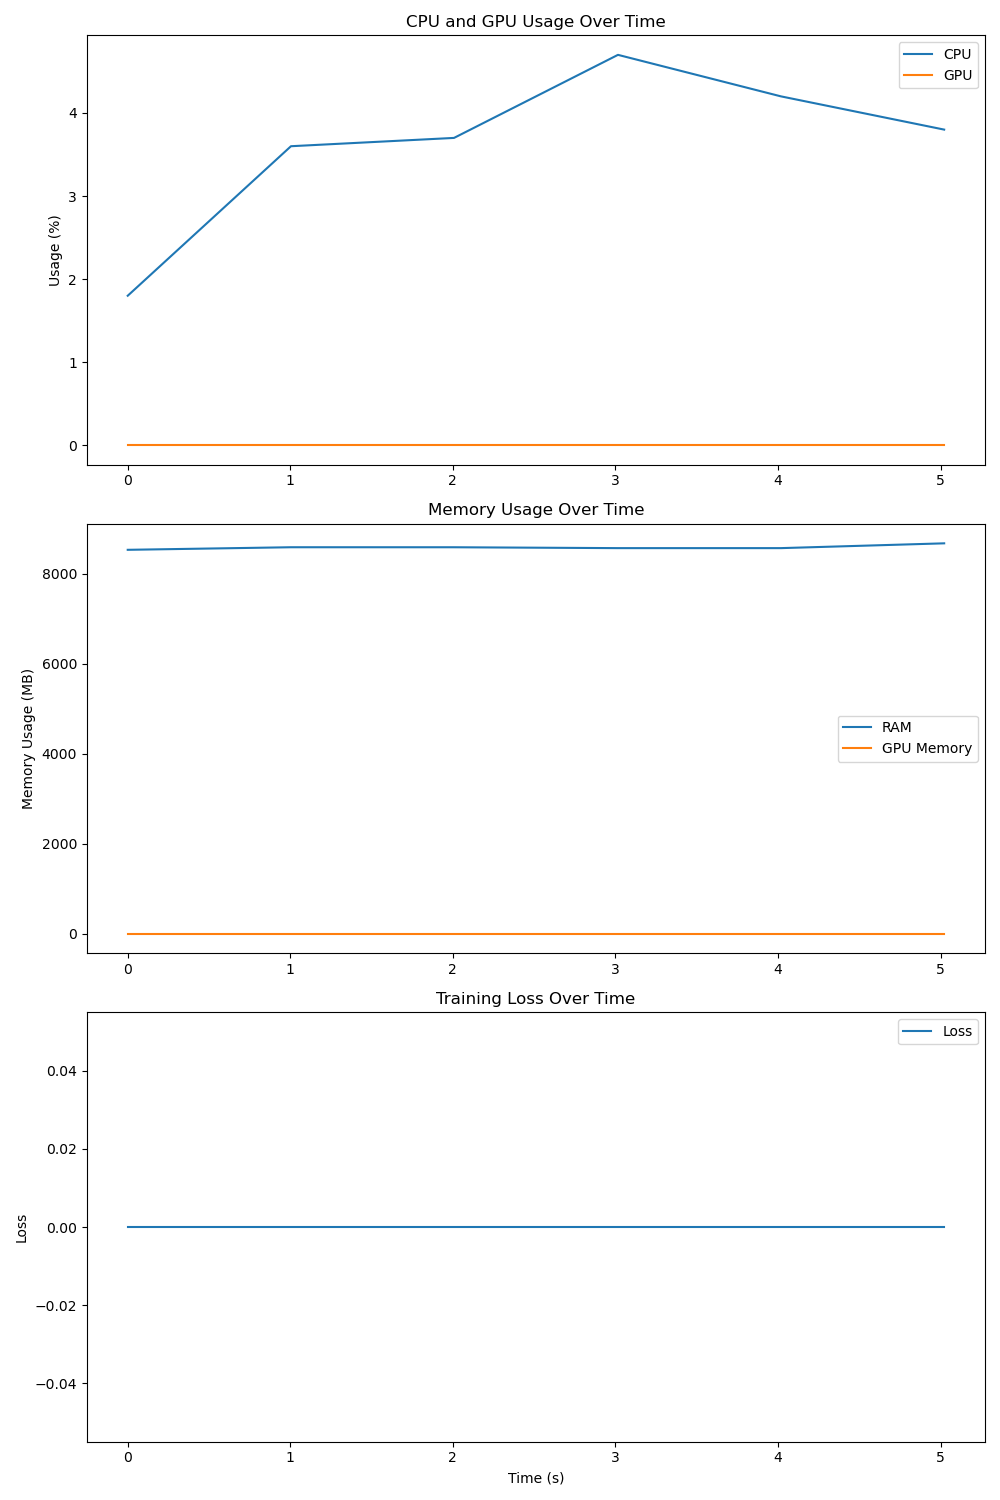 CPU and GPU Usage Over Time
CPU
GPU
Usage (%)
4
3
2
1
0
0 1 2 3 4 5
Memory Usage Over Time
8000
6000
4000
2000
0
Memory Usage (MB)
RAM
GPU Memory
0 1 2 3 4 5
Training Loss Over Time
Loss
0.04
0.02
0.00
−0.02
−0.04
Loss
0 1 2 3 4 5
Time (s)